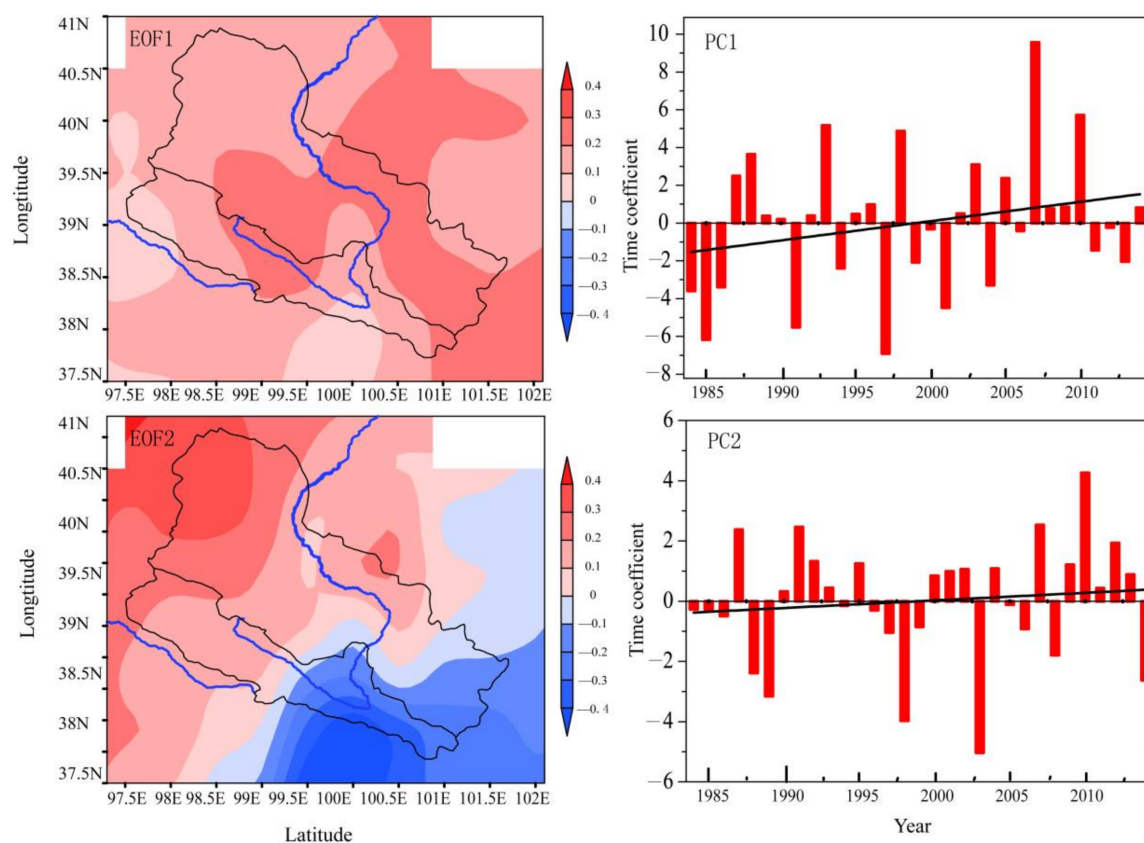 EOF1
41N
40.5N
40N
39.5N
39N
38.5N
38N
37.5N
Longtitude
97.5E 98E 98.5E 99E 99.5E 100E 100.5E 101E 101.5E 102E
0.4
0.3
0.2
0.1
0
—0.1
—0.2
—0.3
—0.4
PC1
10
8
6
4
2
0
−2
−4
−6
−8
Time coefficient
1985 1990 1995 2000 2005 2010
EOF2
41N
40.5N
40N
39.5N
39N
38.5N
38N
37.5N
Longtitude
97.5E 98E 98.5E 99E 99.5E 100E 100.5E 101E 101.5E 102E
Latitude
0.4
0.3
0.2
0.1
0
—0.1
—0.2
—0.3
—0.4
PC2
6
4
2
0
−2
−4
−6
Time coefficient
1985 1990 1995 2000 2005 2010
Year